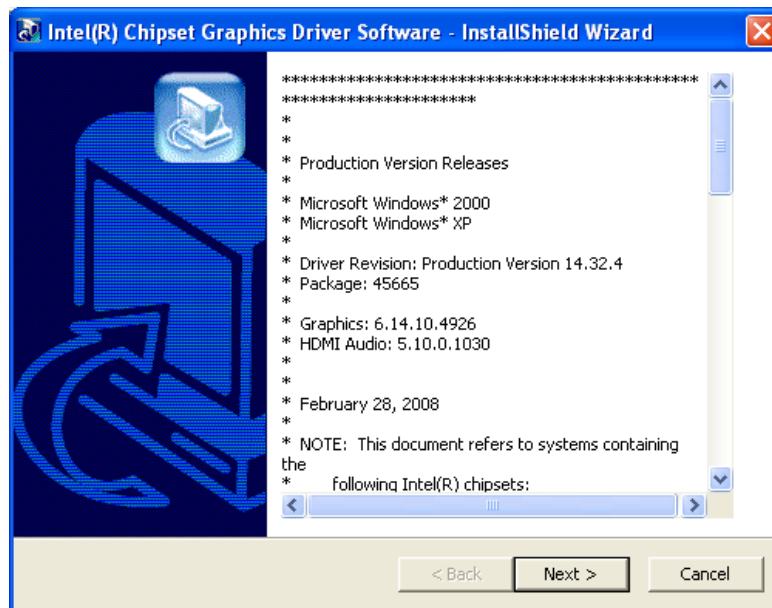 Intel(R) Chipset Graphics Driver Software - InstallShield Wizard
********************************************
*********************
*
*
* Production Version Releases
*
* Microsoft Windows* 2000
* Microsoft Windows* XP
*
* Driver Revision: Production Version 14.32.4
* Package: 45665
*
* Graphics: 6.14.10.4926
* HDMI Audio: 5.10.0.1030
*
*
* February 28, 2008
*
* NOTE:  This document refers to systems containing
the
*       following Intel(R) chipsets:
< Back
Next >
Cancel